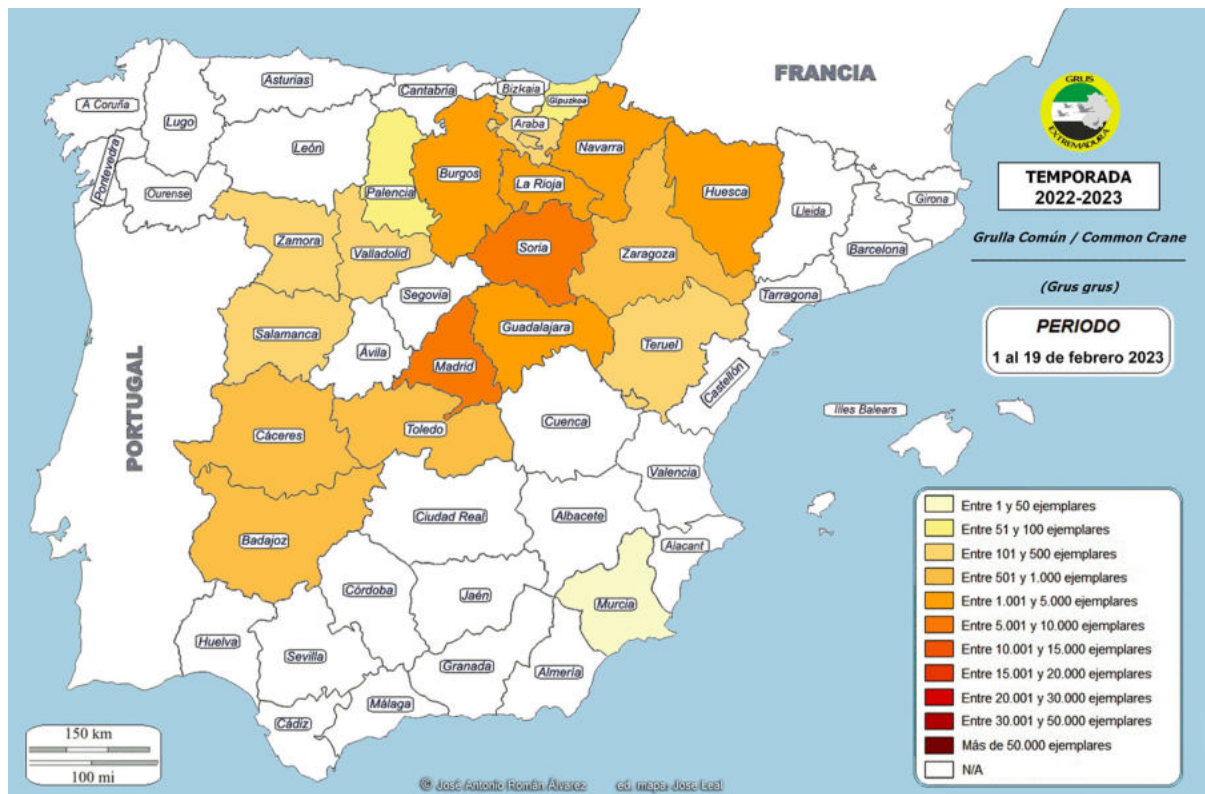 FRANCIA
GRUS
EXTREMADURA
TEMPORADA
2022-2023
Grulla Común / Common Crane
(Grus grus)
PERIODO
1 al 19 de febrero 2023
A Coruña
Lugo
Asturias
Cantabria
Bizkaia
Gipuzkoa
Araba
Pontevedra
Ourense
León
Palencia
Burgos
La Rioja
Navarra
Huesca
Lleida
Girona
Barcelona
Zamora
Valladolid
Soria
Zaragoza
Tarragona
Segovia
Salamanca
Ávila
Madrid
Guadalajara
Teruel
Castellón
PORTUGAL
Cáceres
Toledo
Cuenca
Illes Balears
Valencia
Badajoz
Ciudad Real
Albacete
Alacant
Córdoba
Jaén
Murcia
Huelva
Sevilla
Granada
Almería
Málaga
Cádiz
Entre 1 y 50 ejemplares
Entre 51 y 100 ejemplares
Entre 101 y 500 ejemplares
Entre 501 y 1.000 ejemplares
Entre 1.001 y 5.000 ejemplares
Entre 5.001 y 10.000 ejemplares
Entre 10.001 y 15.000 ejemplares
Entre 15.001 y 20.000 ejemplares
Entre 20.001 y 30.000 ejemplares
Entre 30.001 y 50.000 ejemplares
Más de 50.000 ejemplares
N/A
150 km
100 mi
© José Antonio Román Álvarez ed. mapa: Jose Leal